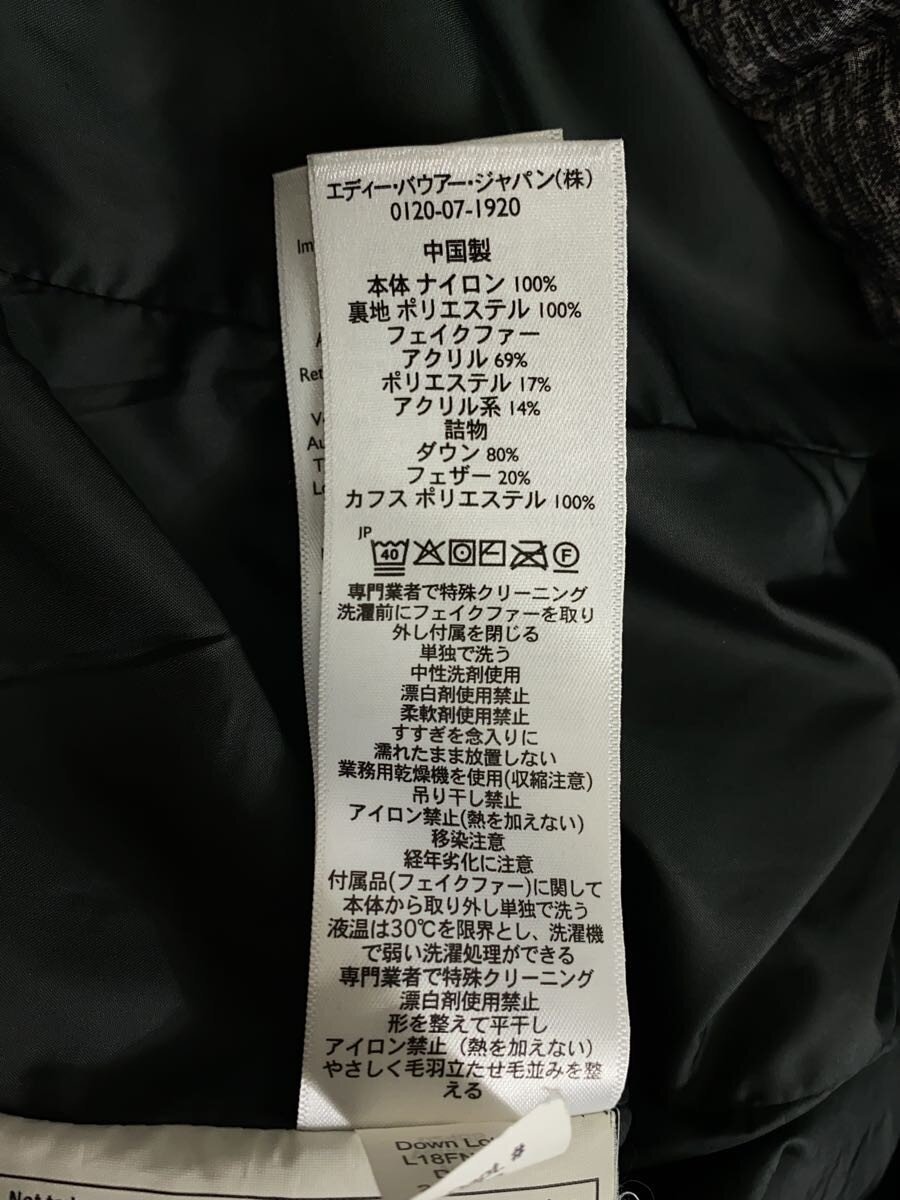 エディー・バウアー・ジャパン(株)
0120-07-1920
中国製
本体 ナイロン 100%
裏地 ポリエステル 100%
フェイクファー
アクリル 69%
ポリエステル 17%
アクリル系 14%
詰物
ダウン 80%
フェザー 20%
カフス ポリエステル 100%
JP
40
F
専門業者で特殊クリーニング
洗濯前にフェイクファーを取り
外し付属を閉じる
単独で洗う
中性洗剤使用
漂白剤使用禁止
柔軟剤使用禁止
すすぎを念入りに
濡れたまま放置しない
業務用乾燥機を使用(収縮注意)
吊り干し禁止
アイロン禁止(熱を加えない)
移染注意
経年劣化に注意
付属品(フェイクファー)に関して
本体から取り外し単独で洗う
液温は30℃を限界とし、洗濯機
で弱い洗濯処理ができる
専門業者で特殊クリーニング
漂白剤使用禁止
形を整えて平干し
アイロン禁止（熱を加えない）
やさしく毛羽立たせ毛並みを整
える
Down